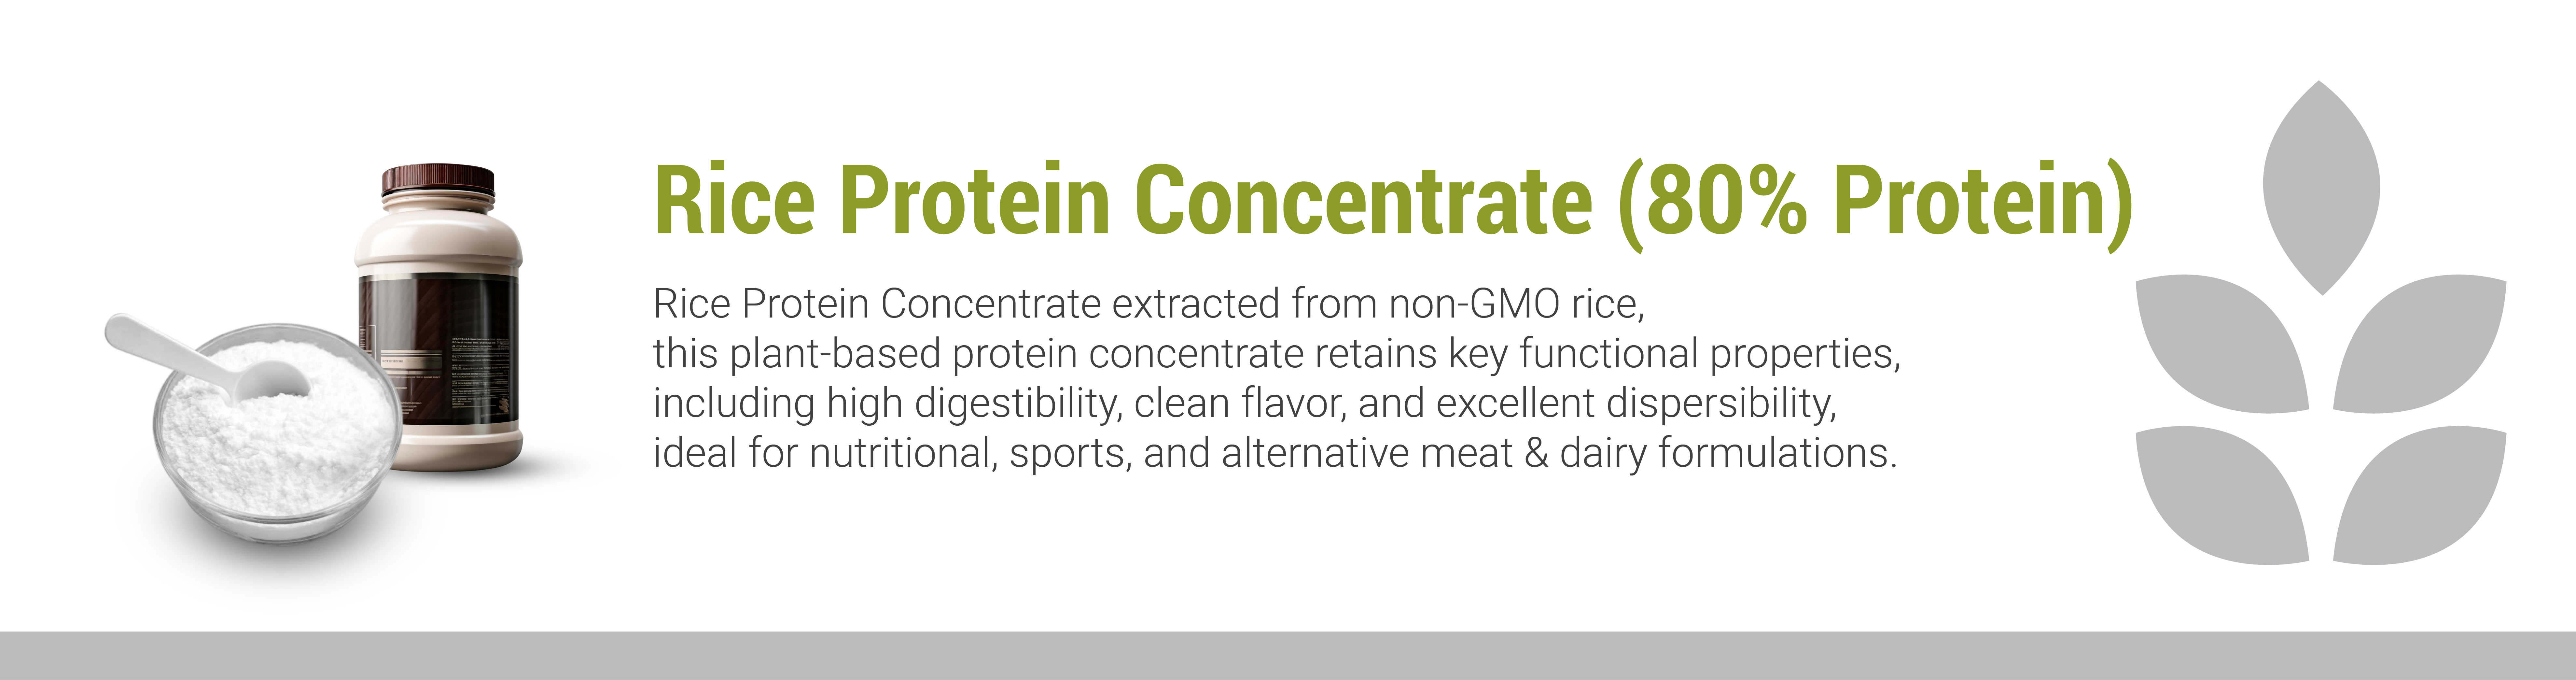 Rice Protein Concentrate (80% Protein)
Rice Protein Concentrate extracted from non-GMO rice,
this plant-based protein concentrate retains key functional properties,
including high digestibility, clean flavor, and excellent dispersibility,
ideal for nutritional, sports, and alternative meat & dairy formulations.